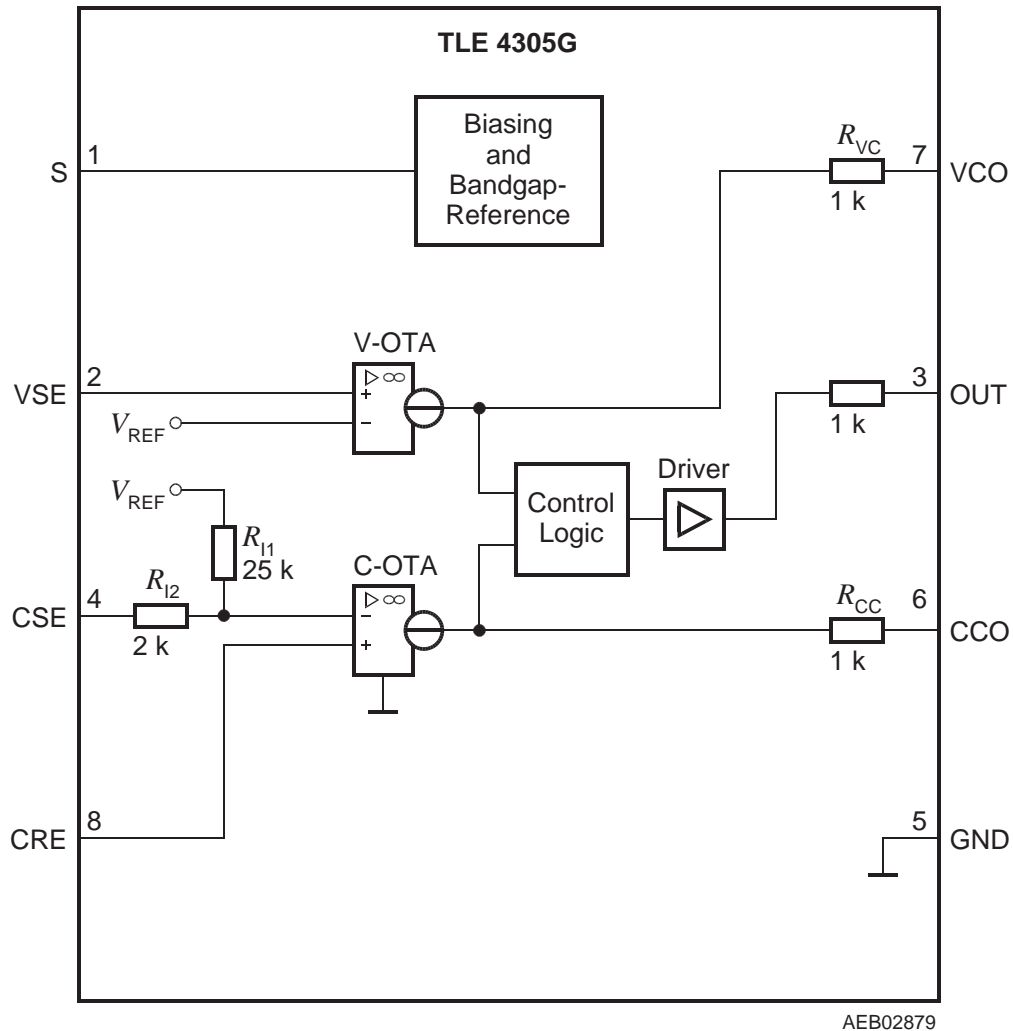 TLE 4305G
Biasing
and
Bandgap-
Reference
S
1
R_VC
1 k
7
VCO
V-OTA
∞
+
-
2
VSE
V_REF
3
OUT
1 k
V_REF
R_I1
25 k
Control
Logic
Driver
C-OTA
∞
-
+
4
CSE
R_I2
2 k
R_CC
1 k
6
CCO
8
CRE
5
GND
AEB02879